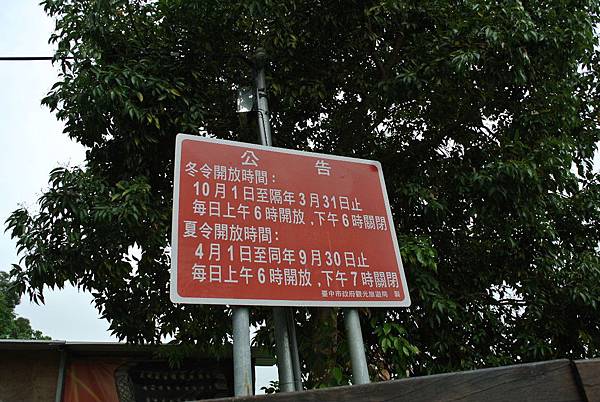 公告
冬令開放時間：
10月1日至隔年3月31日止
每日上午6時開放，下午6時關閉
夏令開放時間：
4月1日至同年9月30日止
每日上午6時開放，下午7時關閉
臺中市政府觀光旅遊局 製